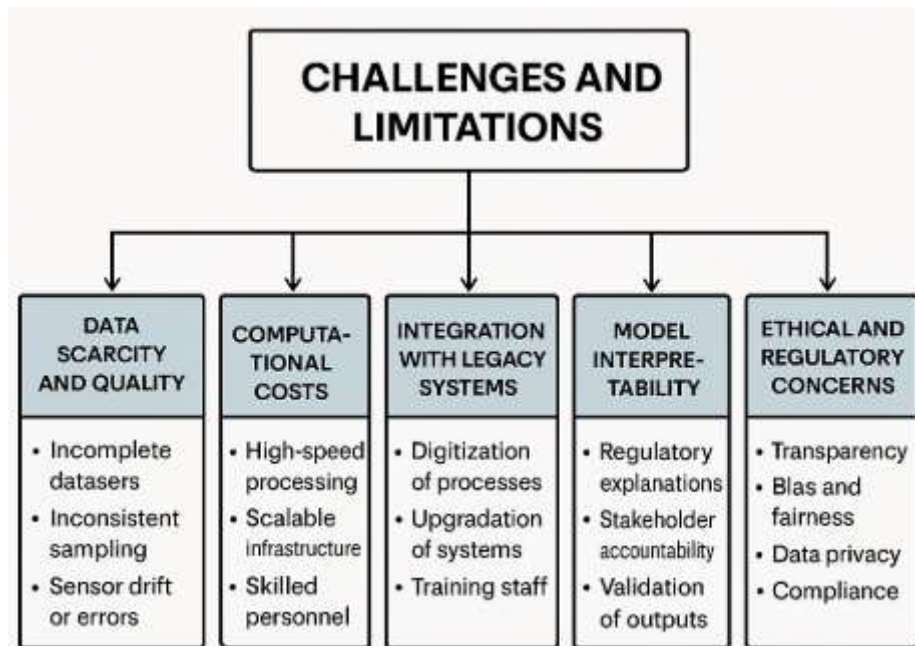 CHALLENGES AND
LIMITATIONS
DATA
SCARCITY
AND QUALITY
• Incomplete
datasers
• Inconsistent
sampling
• Sensor drift
or errors
COMPUTA-
TIONAL
COSTS
• High-speed
processing
• Scalable
infrastructure
• Skilled
personnel
INTEGRATION
WITH LEGACY
SYSTEMS
• Digitization
of processes
• Upgradation
of systems
• Training staff
MODEL
INTERPRE-
TABILITY
• Regulatory
explanations
• Stakeholder
accountability
• Validation
of outputs
ETHICAL AND
REGULATORY
CONCERNS
• Transparency
• Blas and
fairness
• Data privacy
• Compliance